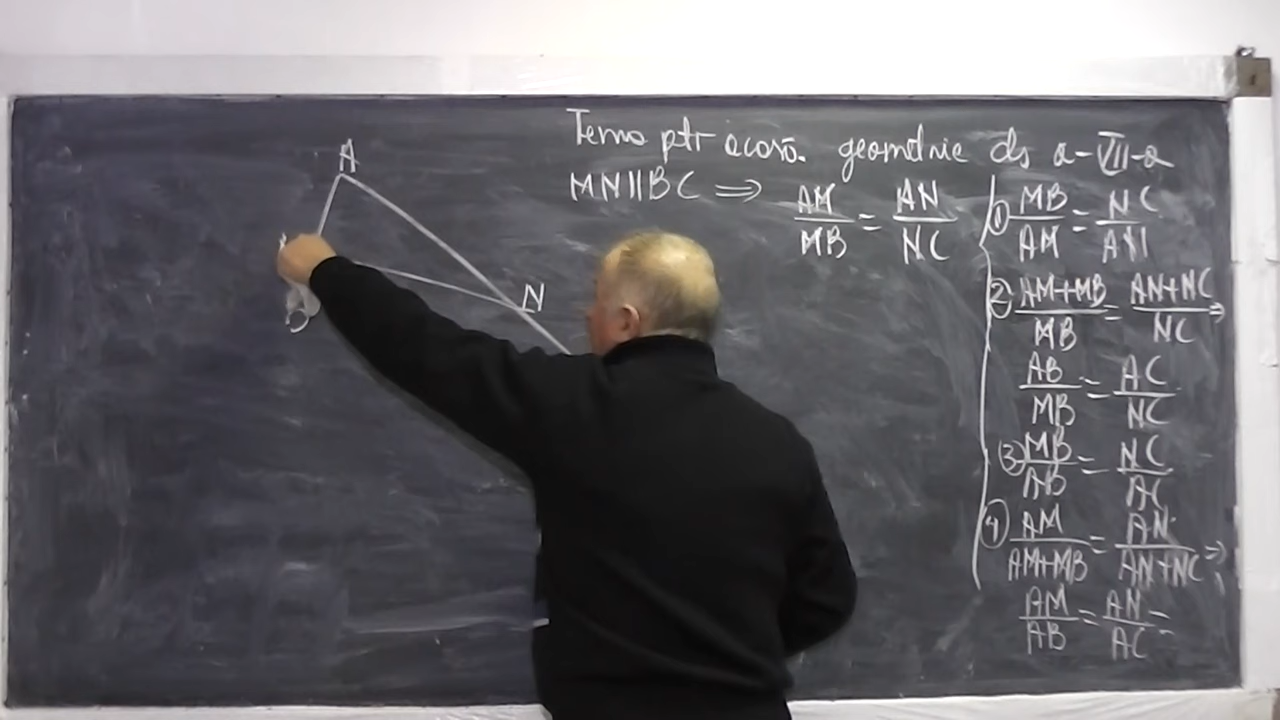 A
N
Temo ptr acasă. geometrie cls a-VII-a
MN||BC ⇒ AM/MB = AN/NC
① MB/AM = NC/AN
② AM+MB/MB = AN+NC/NC ⇒
AB/MB = AC/NC
③ MB/AB = NC/AC
④ AM/AM+MB = AN/AN+NC ⇒
AM/AB = AN/AC =